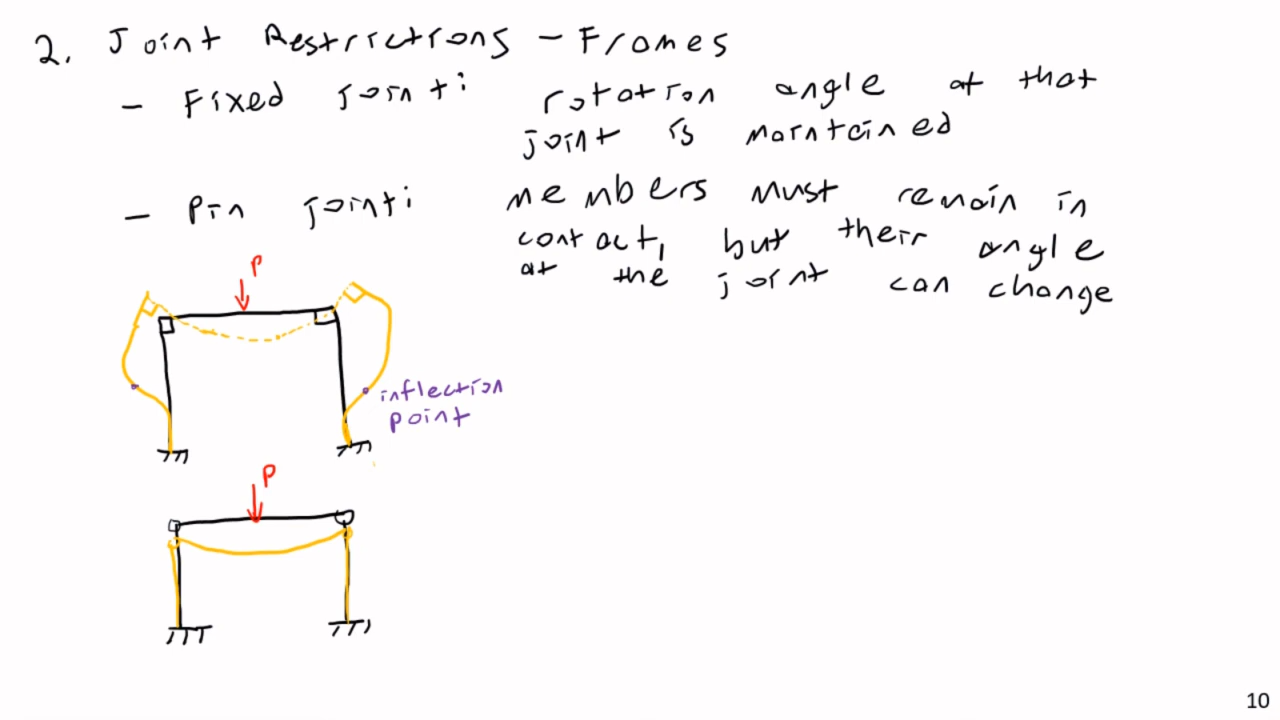 2. Joint Restrictions - Frames
- Fixed joint: rotation angle at that
joint is maintained
- Pin joint: members must remain in
contact, but their angle
at the joint can change
P
inflection
point
P
10